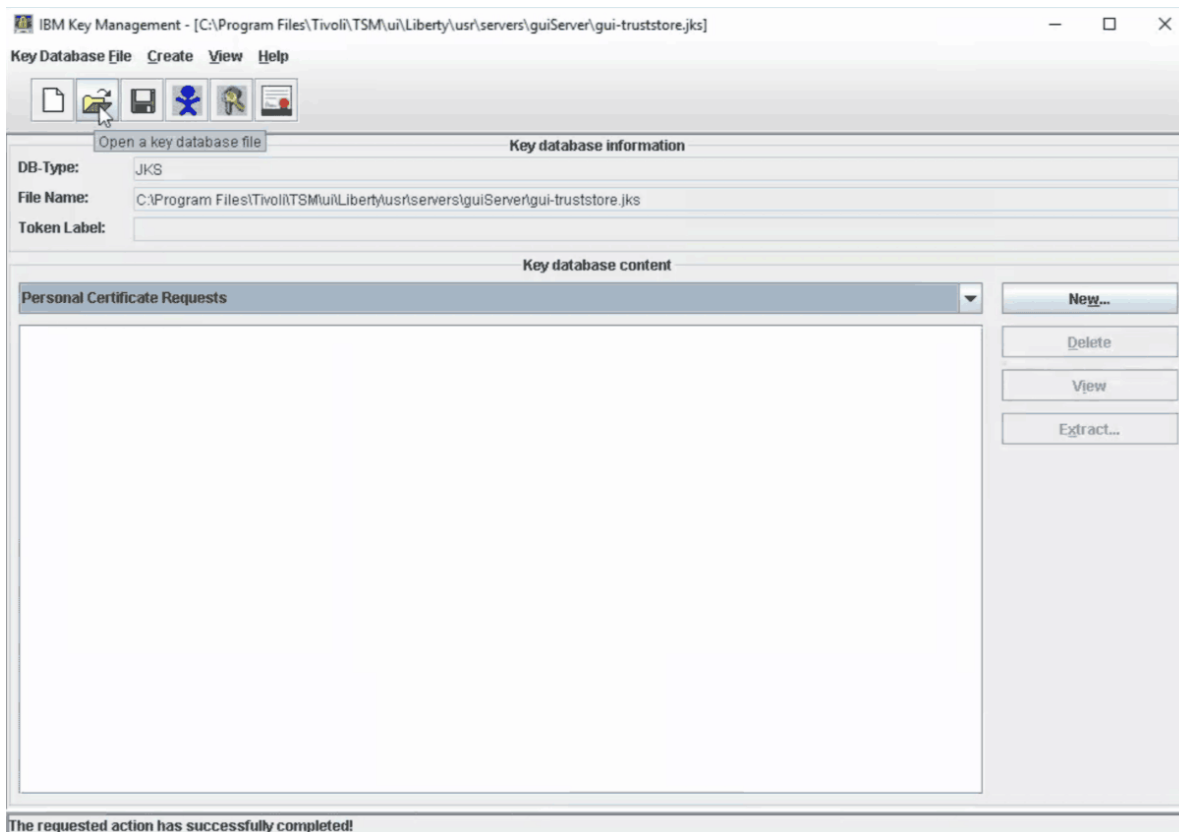 IBM Key Management - [C:\Program Files\Tivoli\TSM\ui\Liberty\usr\servers\guiServer\gui-truststore.jks]
Key Database File Create View Help
Open a key database file
Key database information
DB-Type: JKS
File Name: C:\Program Files\Tivoli\TSM\ui\Liberty\usr\servers\guiServer\gui-truststore.jks
Token Label:
Key database content
Personal Certificate Requests
New...
Delete
View
Extract...
The requested action has successfully completed!